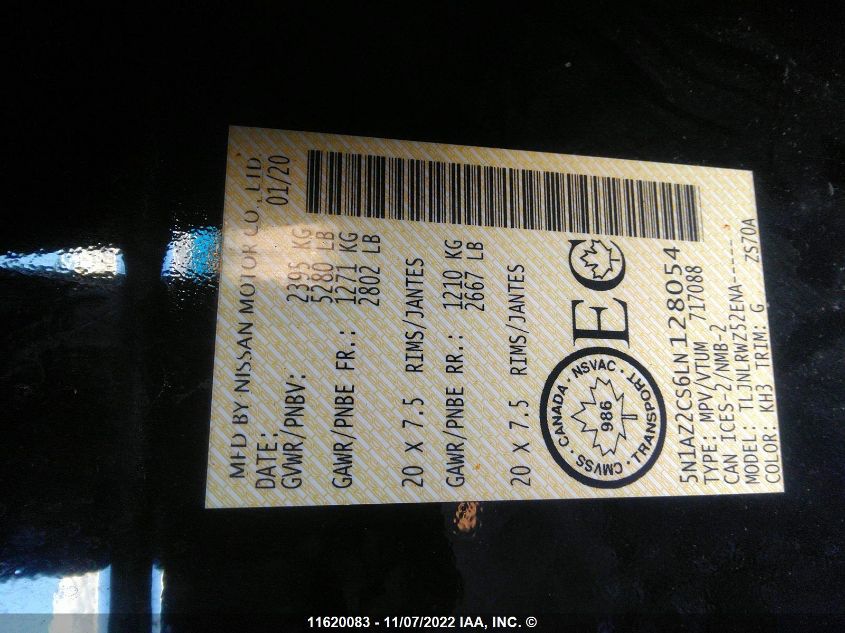 MFD BY NISSAN MOTOR CO., LTD.
DATE: 01/20
GVWR/PNBV: 2395 KG
5280 LB
GAWR/PNBE FR.: 1271 KG
2802 LB
20 X 7.5 RIMS/JANTES
GAWR/PNBE RR.: 1210 KG
2667 LB
20 X 7.5 RIMS/JANTES
CANADA · NSVAC · TRANSPORT · CMVSS ·
986
EC
5N1AZ2CS6LN128054
TYPE: MPV/VTUM 717088
CAN ICES-2/NMB-2
MODEL: TLJNLRWZ52ENA-----
COLOR: KH3 TRIM: G ZS70A
11620083 - 11/07/2022 IAA, INC. ©